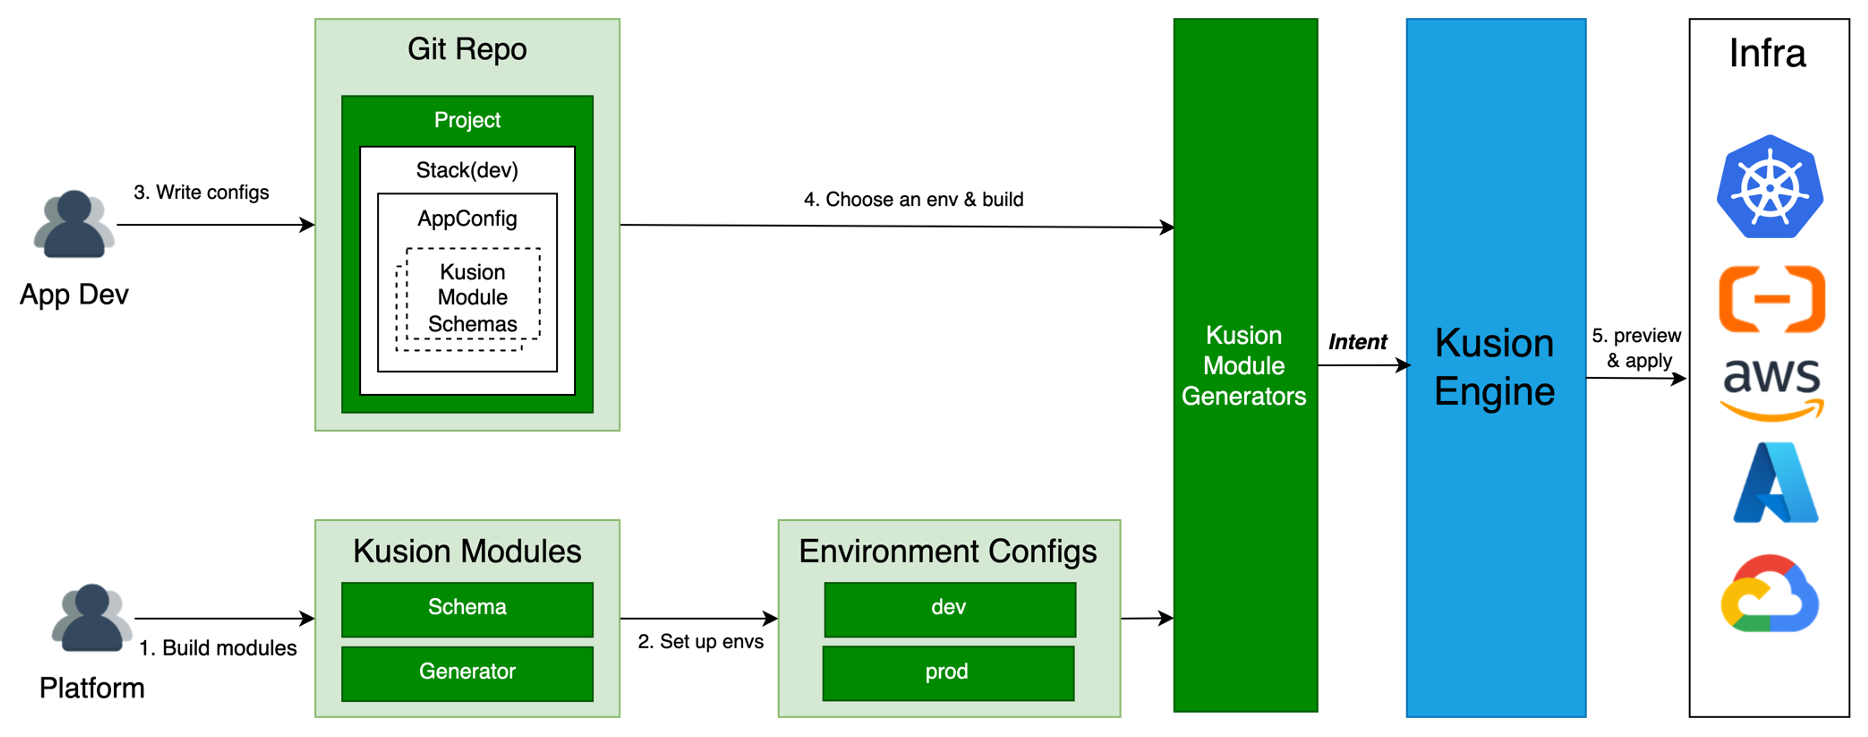 Git Repo
Project
Stack(dev)
AppConfig
Kusion
Module
Schemas
3. Write configs
App Dev
4. Choose an env & build
Kusion Modules
Schema
Generator
1. Build modules
Platform
2. Set up envs
Environment Configs
dev
prod
Kusion
Module
Generators
Intent
Kusion
Engine
5. preview
& apply
Infra
aws